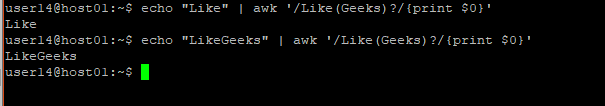 user14@host01:~$ echo "Like" | awk '/Like(Geeks)?/{print $0}'
Like
user14@host01:~$ echo "LikeGeeks" | awk '/Like(Geeks)?/{print $0}'
LikeGeeks
user14@host01:~$